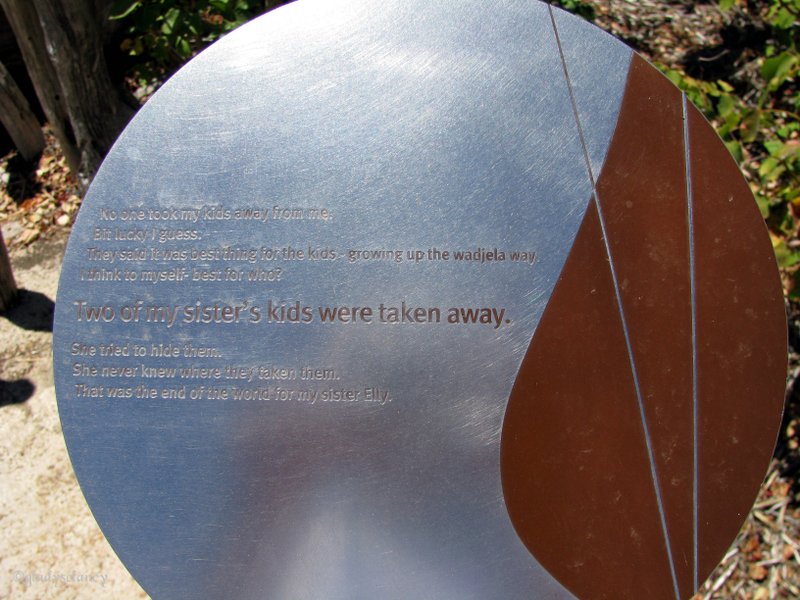 No one took my kids away from me.
Bit lucky I guess.
They said it was best thing for the kids - growing up the wadjela way.
I think to myself- best for who?
Two of my sister's kids were taken away.
She tried to hide them.
She never knew where they taken them.
That was the end of the world for my sister Elly.